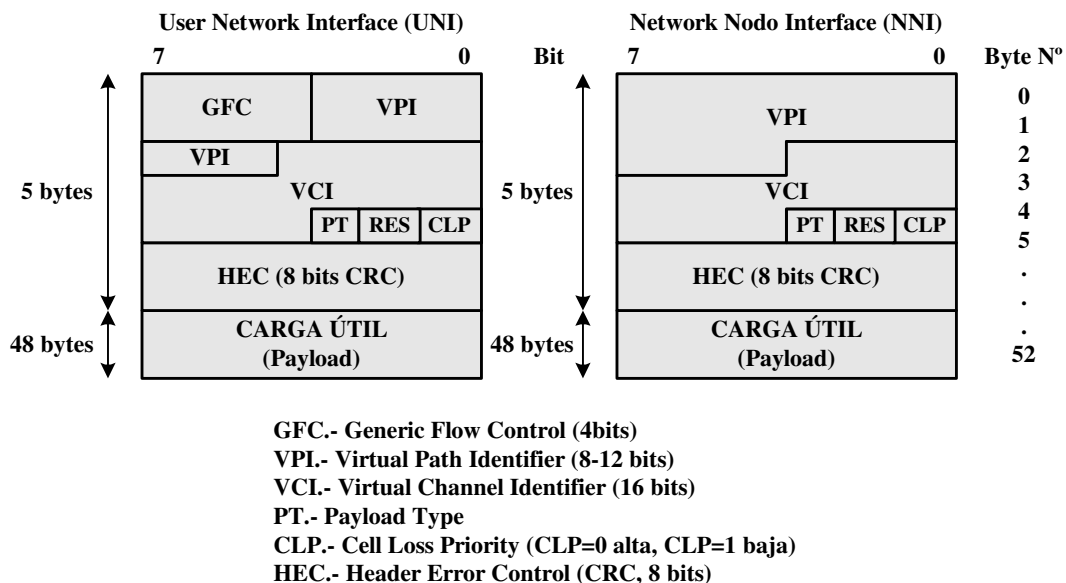 User Network Interface (UNI)
Network Nodo Interface (NNI)
7 0 Bit 7 0 Byte Nº
GFC VPI
VPI
VCI
PT RES CLP
HEC (8 bits CRC)
CARGA ÚTIL
(Payload)
5 bytes
48 bytes
VPI
VCI
PT RES CLP
HEC (8 bits CRC)
CARGA ÚTIL
(Payload)
5 bytes
48 bytes
0
1
2
3
4
5
.
.
.
52
GFC.- Generic Flow Control (4bits)
VPI.- Virtual Path Identifier (8-12 bits)
VCI.- Virtual Channel Identifier (16 bits)
PT.- Payload Type
CLP.- Cell Loss Priority (CLP=0 alta, CLP=1 baja)
HEC.- Header Error Control (CRC, 8 bits)